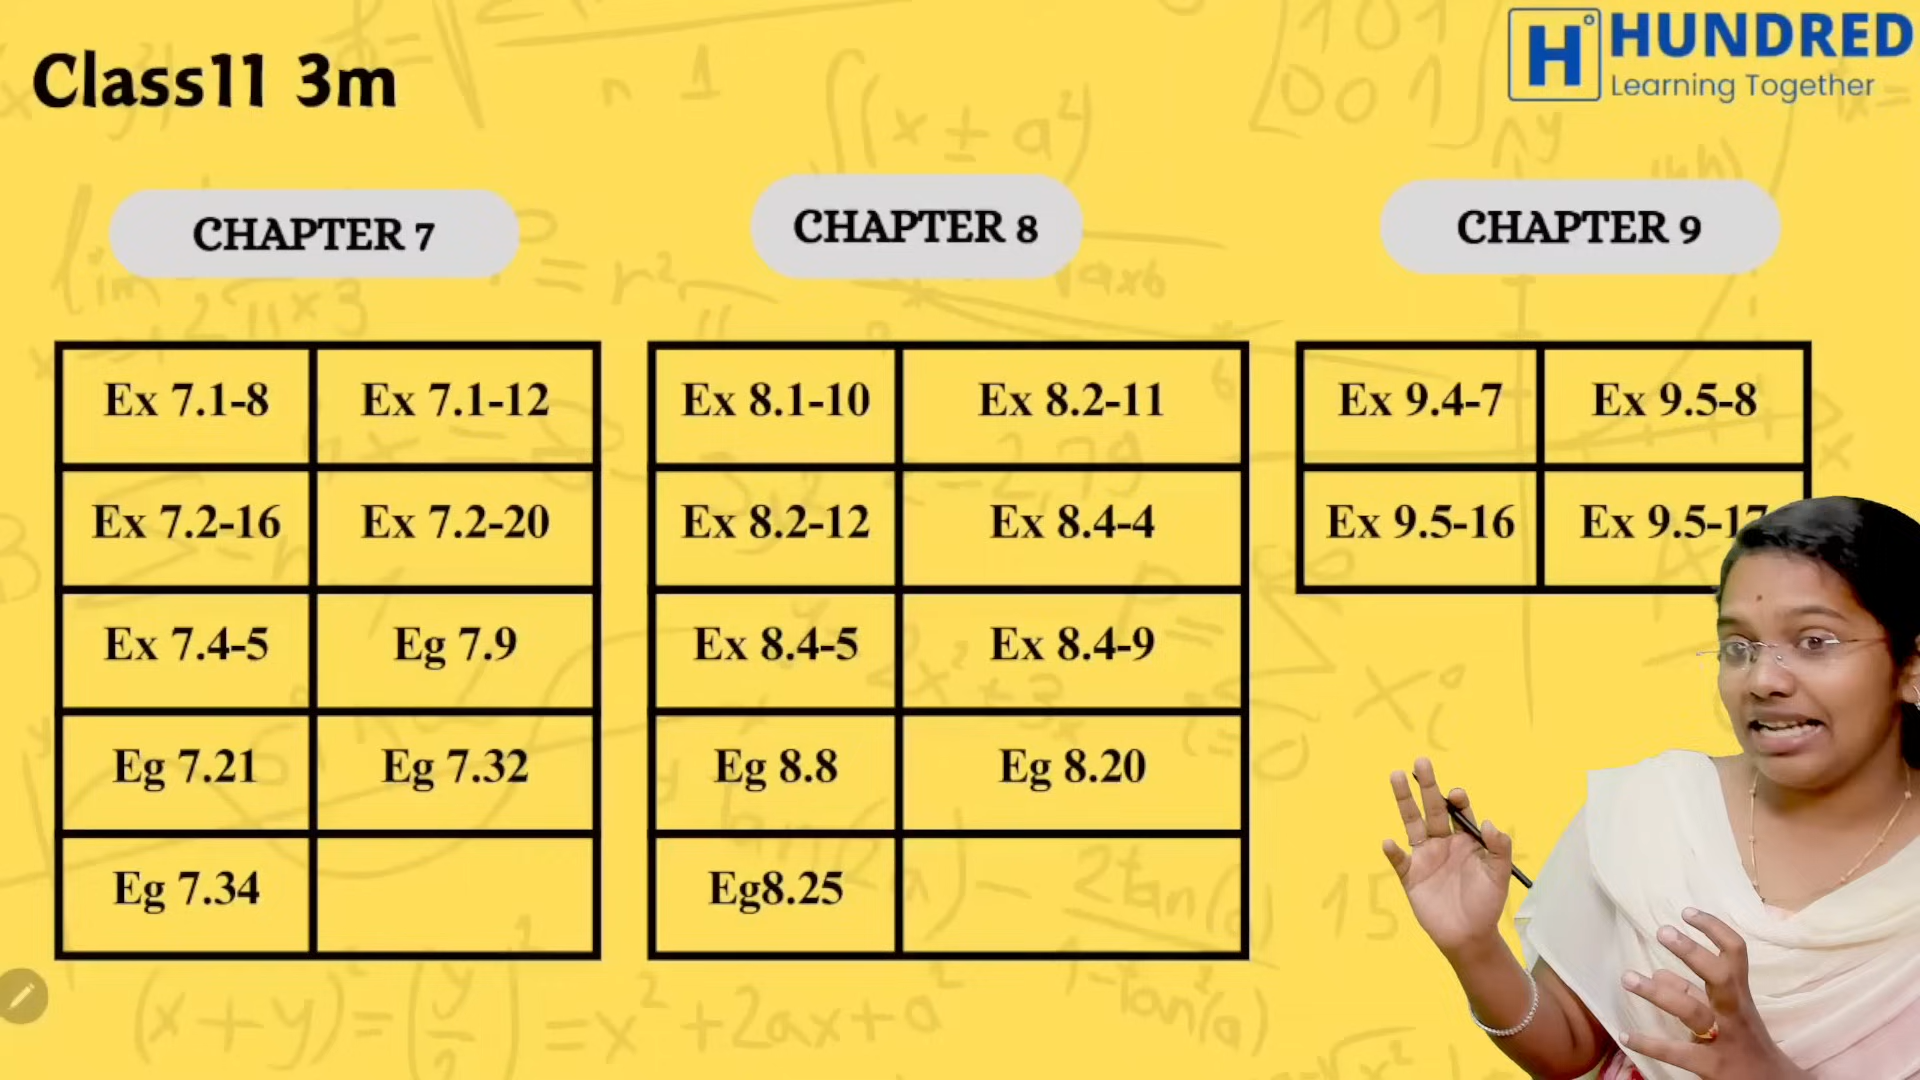 Class11 3m
HUNDRED
Learning Together
CHAPTER 7
Ex 7.1-8 Ex 7.1-12
Ex 7.2-16 Ex 7.2-20
Ex 7.4-5 Eg 7.9
Eg 7.21 Eg 7.32
Eg 7.34
CHAPTER 8
Ex 8.1-10 Ex 8.2-11
Ex 8.2-12 Ex 8.4-4
Ex 8.4-5 Ex 8.4-9
Eg 8.8 Eg 8.20
Eg8.25
CHAPTER 9
Ex 9.4-7 Ex 9.5-8
Ex 9.5-16 Ex 9.5-17